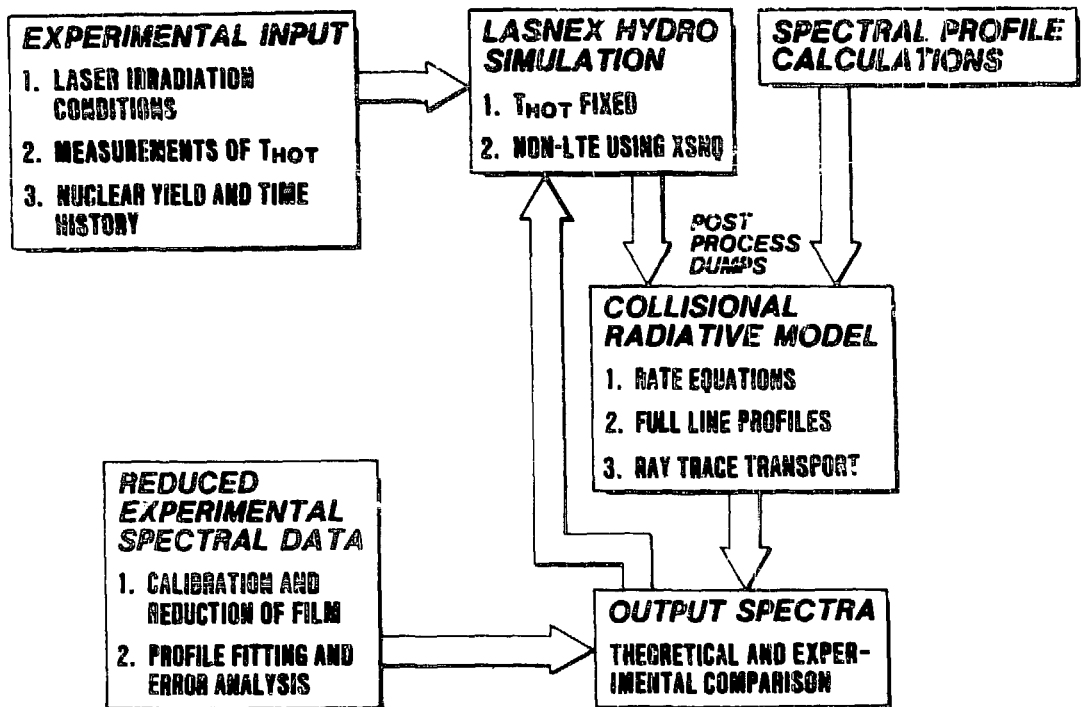 EXPERIMENTAL INPUT
1. LASER IRRADIATION
CONDITIONS
2. MEASUREMENTS OF THOT
3. NUCLEAR YIELD AND TIME
HISTORY
LASNEX HYDRO
SIMULATION
1. THOT FIXED
2. NON-LTE USING XSNQ
SPECTRAL PROFILE
CALCULATIONS
POST
PROCESS
DUMPS
COLLISIONAL
RADIATIVE MODEL
1. RATE EQUATIONS
2. FULL LINE PROFILES
3. RAY TRACE TRANSPORT
REDUCED
EXPERIMENTAL
SPECTRAL DATA
1. CALIBRATION AND
REDUCTION OF FILM
2. PROFILE FITTING AND
ERROR ANALYSIS
OUTPUT SPECTRA
THEORETICAL AND EXPER-
IMENTAL COMPARISON